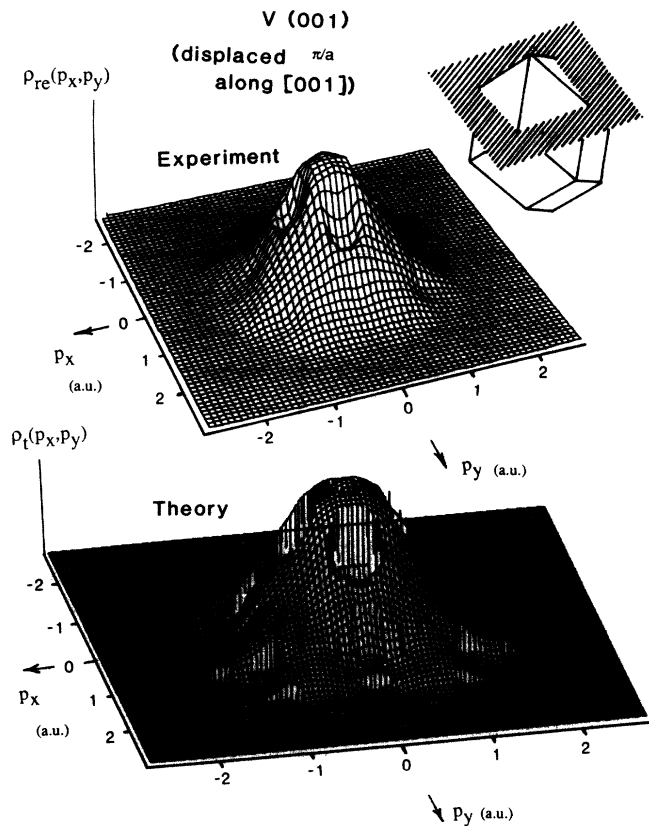 V (001)
(displaced π/a
along [001])
ρre(px,py)
Experiment
-2
-1
0
1
2
px
(a.u.)
-2
-1
0
1
2
py (a.u.)
ρt(px,py)
Theory
-2
-1
0
1
2
px
(a.u.)
-2
-1
0
1
2
py (a.u.)